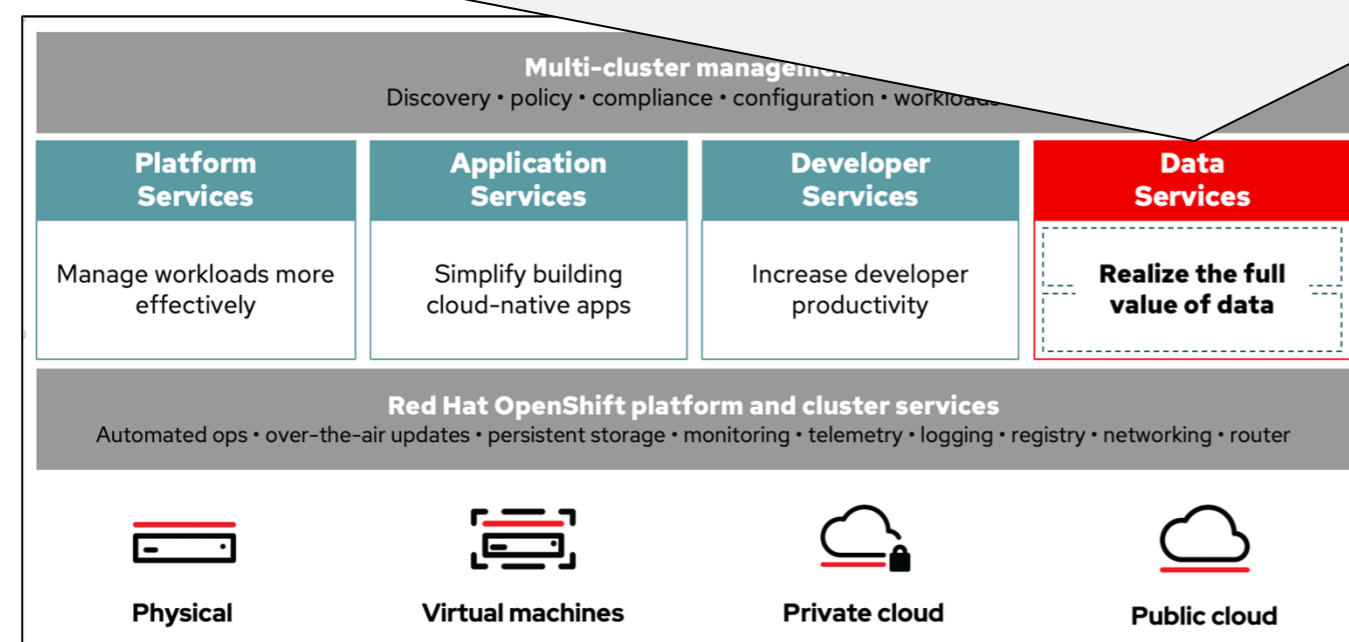 Multi-cluster
Discovery • policy • compliance • configuration •
Platform
Services
Application
Services
Developer
Services
Data
Services
Manage workloads more
effectively
Simplify building
cloud-native apps
Increase developer
productivity
Realize the full
value of data
Red Hat OpenShift platform and cluster services
Automated ops • over-the-air updates • persistent storage • monitoring • telemetry • logging • registry • networking • router
Physical
Virtual machines
Private cloud
Public cloud